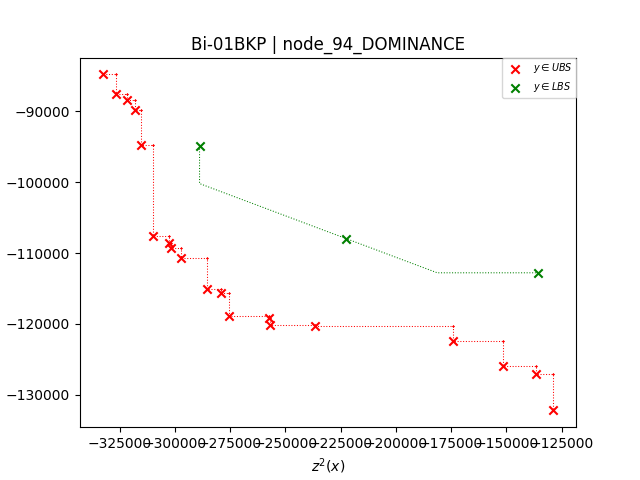 Bi-01BKP | node_94_DOMINANCE
y ∈ UBS
y ∈ LBS
−90000
−100000
−110000
−120000
−130000
−325000 −300000 −275000 −250000 −225000 −200000 −175000 −150000 −125000
z²(x)